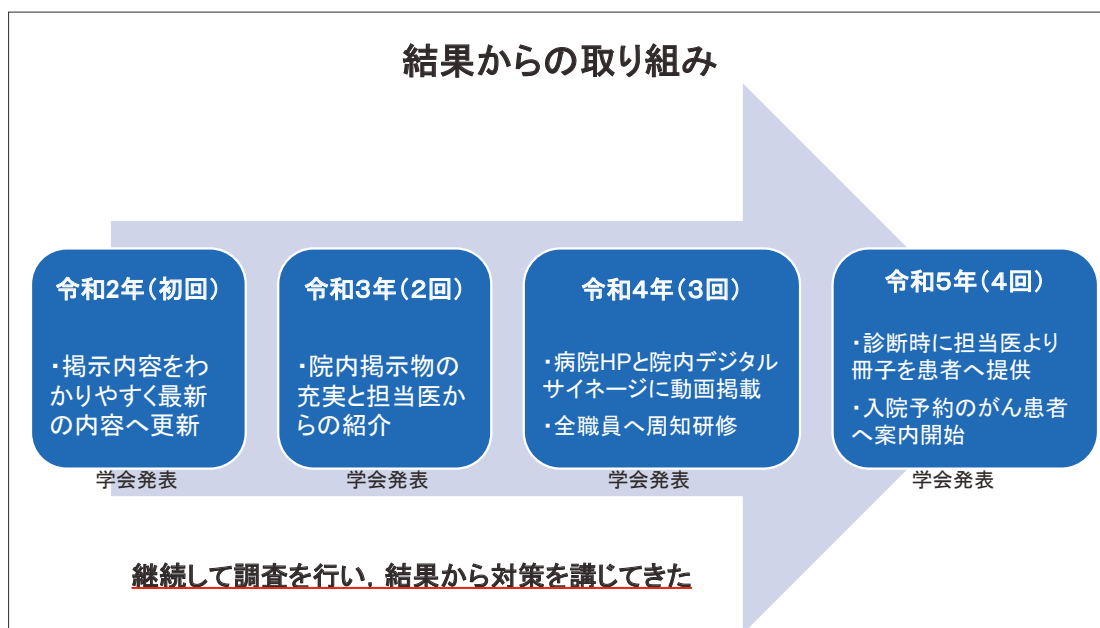 結果からの取り組み
令和2年（初回）
・掲示内容をわ
かりやすく最新
の内容へ更新
学会発表
令和3年（2回）
・院内掲示物の
充実と担当医か
らの紹介
学会発表
令和4年（3回）
・病院HPと院内デジタル
サイネージに動画掲載
・全職員へ周知研修
学会発表
令和5年（4回）
・診断時に担当医より
冊子を患者へ提供
・入院予約のがん患者
へ案内開始
学会発表
継続して調査を行い，結果から対策を講じてきた